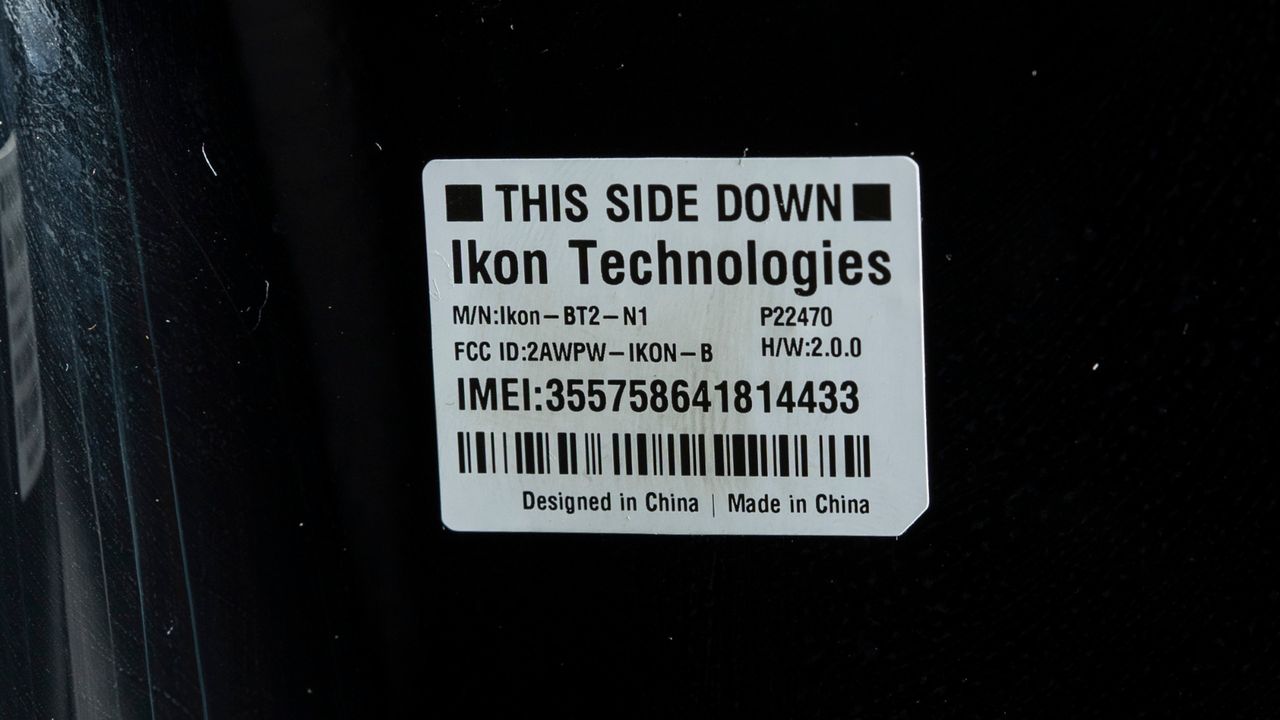 THIS SIDE DOWN
Ikon Technologies
M/N:Ikon-BT2-N1 P22470
FCC ID:2AWPW-IKON-B H/W:2.0.0
IMEI:355758641814433
Designed in China | Made in China